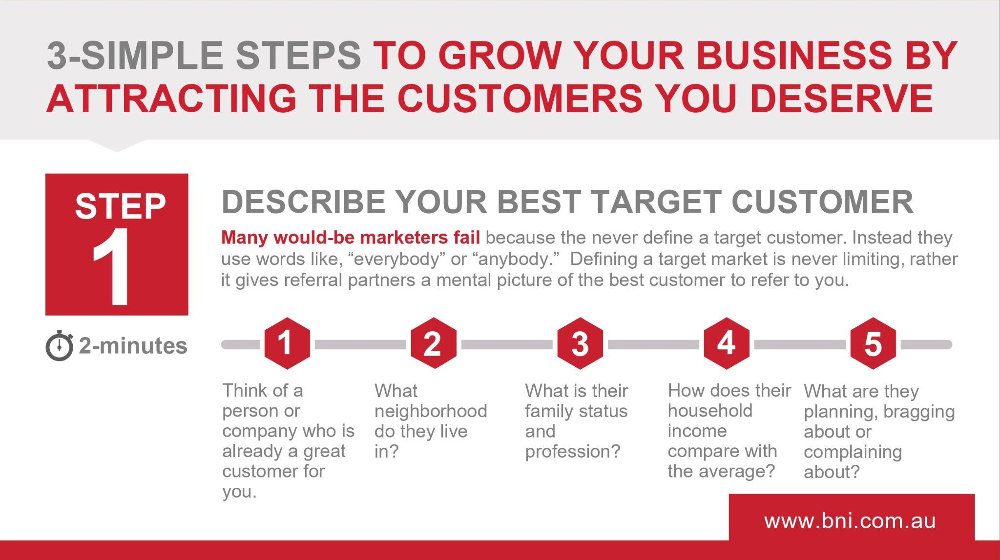 3-SIMPLE STEPS TO GROW YOUR BUSINESS BY
ATTRACTING THE CUSTOMERS YOU DESERVE
STEP
1
2-minutes
DESCRIBE YOUR BEST TARGET CUSTOMER
Many would-be marketers fail because the never define a target customer. Instead they
use words like, “everybody” or “anybody.”  Defining a target market is never limiting, rather
it gives referral partners a mental picture of the best customer to refer to you.
1
Think of a
person or
company who is
already a great
customer for
you.
2
What
neighborhood
do they live
in?
3
What is their
family status
and
profession?
4
How does their
household
income
compare with
the average?
5
What are they
planning, bragging
about or
complaining
about?
www.bni.com.au